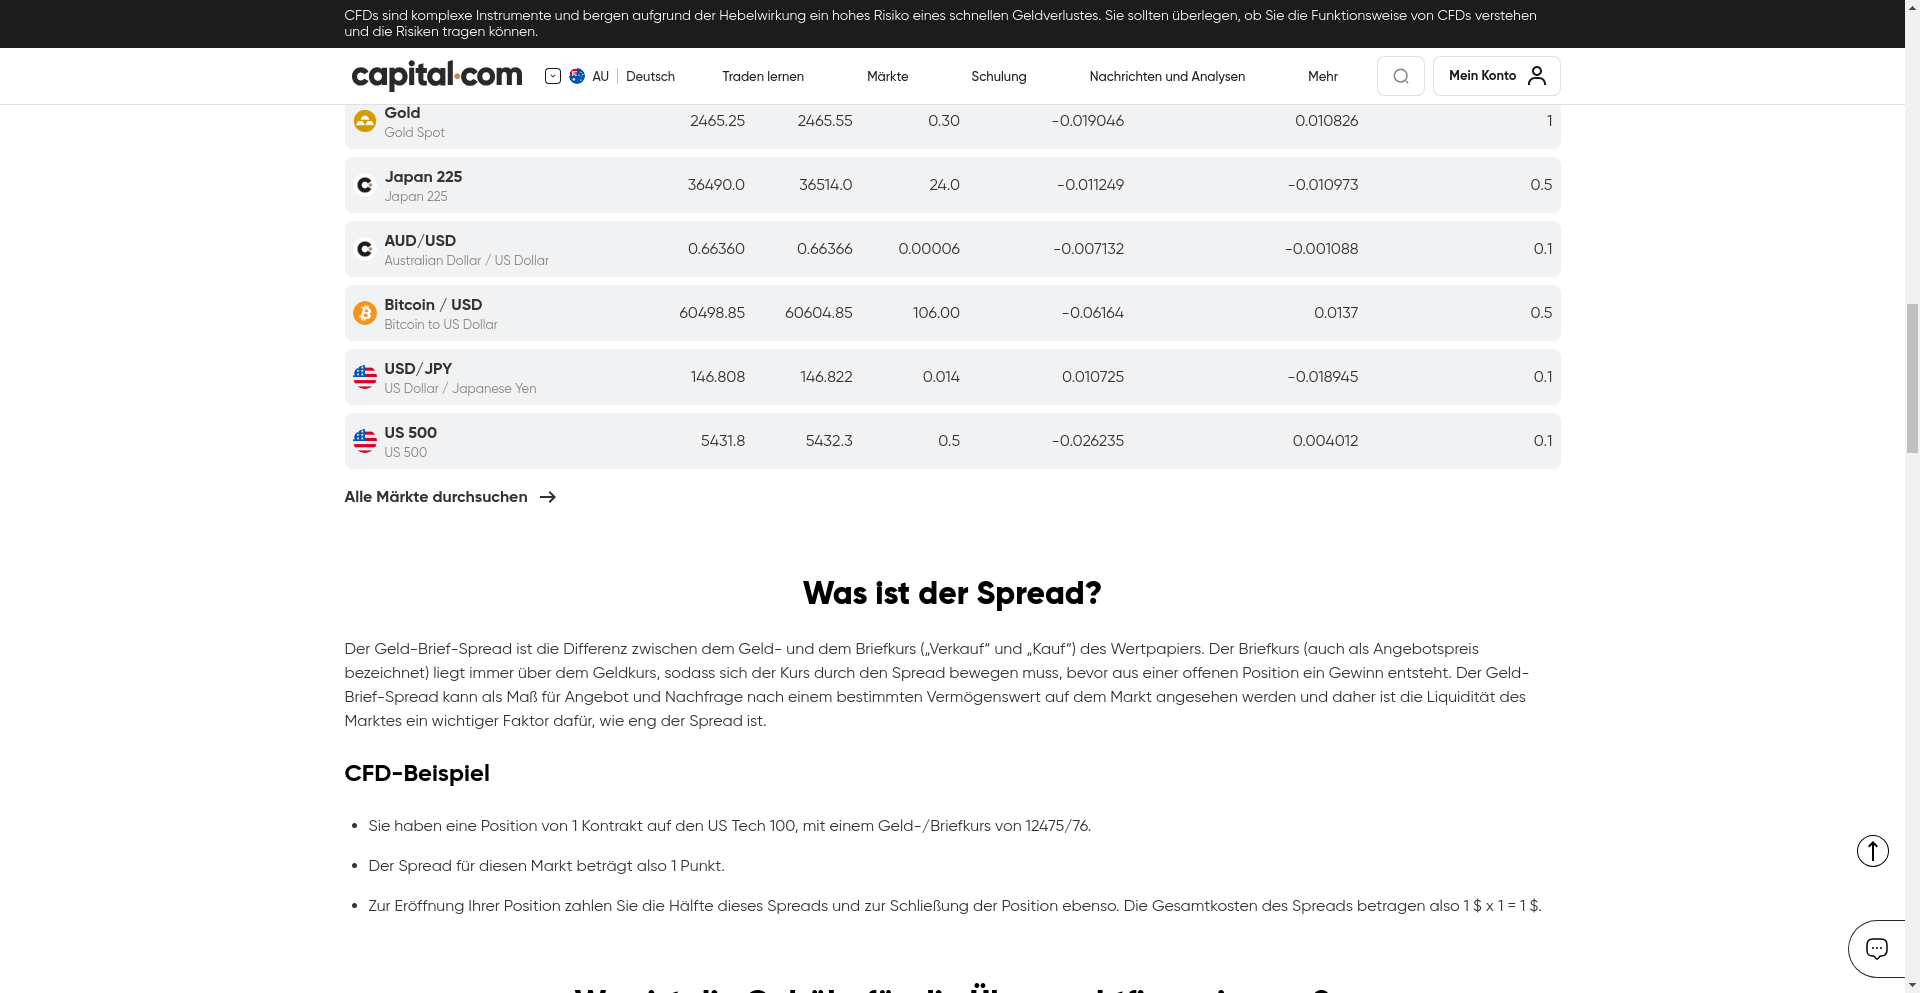 CFDs sind komplexe Instrumente und bergen aufgrund der Hebelwirkung ein hohes Risiko eines schnellen Geldverlustes. Sie sollten überlegen, ob Sie die Funktionsweise von CFDs verstehen
und die Risiken tragen können.
capital.com AU Deutsch Traden lernen Märkte Schulung Nachrichten und Analysen Mehr Mein Konto
Gold 2465.25 2465.55 0.30 -0.019046 0.010826 1
Gold Spot
Japan 225 36490.0 36514.0 24.0 -0.011249 -0.010973 0.5
Japan 225
AUD/USD 0.66360 0.66366 0.00006 -0.007132 -0.001088 0.1
Australian Dollar / US Dollar
Bitcoin / USD 60498.85 60604.85 106.00 -0.06164 0.0137 0.5
Bitcoin to US Dollar
USD/JPY 146.808 146.822 0.014 0.010725 -0.018945 0.1
US Dollar / Japanese Yen
US 500 5431.8 5432.3 0.5 -0.026235 0.004012 0.1
US 500
Alle Märkte durchsuchen
Was ist der Spread?
Der Geld-Brief-Spread ist die Differenz zwischen dem Geld- und dem Briefkurs („Verkauf“ und „Kauf“) des Wertpapiers. Der Briefkurs (auch als Angebotspreis
bezeichnet) liegt immer über dem Geldkurs, sodass sich der Kurs durch den Spread bewegen muss, bevor aus einer offenen Position ein Gewinn entsteht. Der Geld-
Brief-Spread kann als Maß für Angebot und Nachfrage nach einem bestimmten Vermögenswert auf dem Markt angesehen werden und daher ist die Liquidität des
Marktes ein wichtiger Faktor dafür, wie eng der Spread ist.
CFD-Beispiel
• Sie haben eine Position von 1 Kontrakt auf den US Tech 100, mit einem Geld-/Briefkurs von 12475/76.
• Der Spread für diesen Markt beträgt also 1 Punkt.
• Zur Eröffnung Ihrer Position zahlen Sie die Hälfte dieses Spreads und zur Schließung der Position ebenso. Die Gesamtkosten des Spreads betragen also 1 $ x 1 = 1 $.